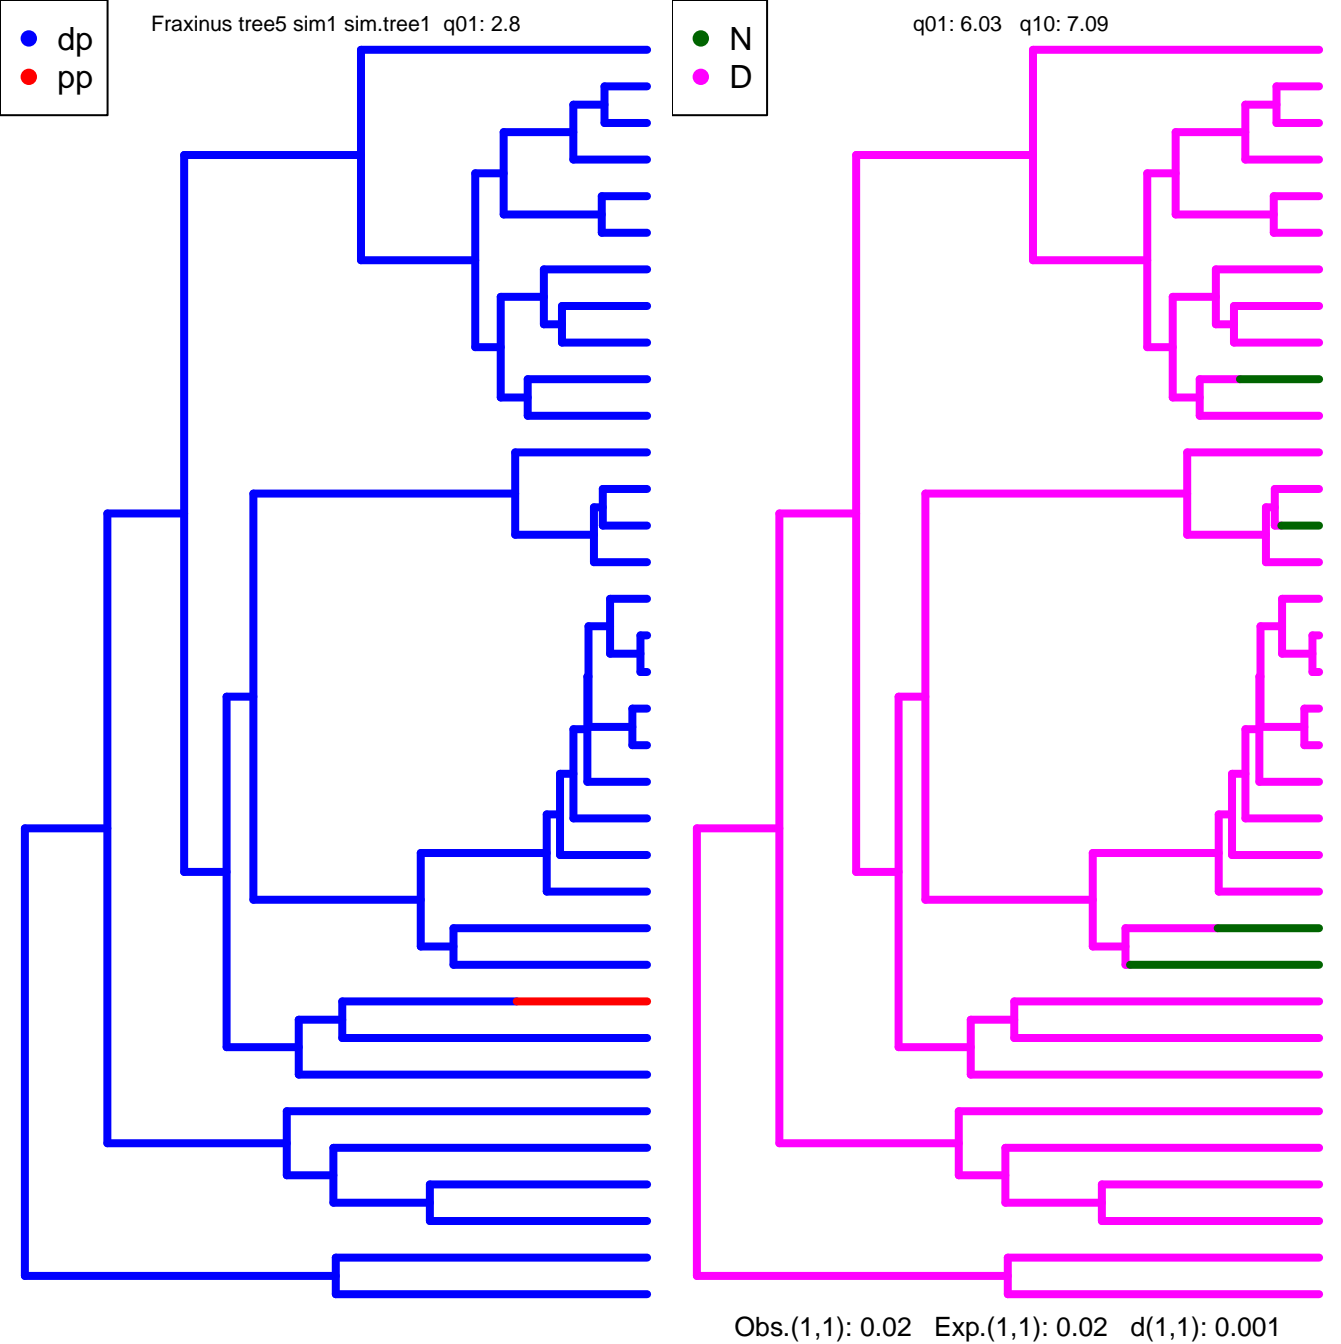 Fraxinus tree5 sim1 sim.tree1 q01: 2.8
dp
pp
q01: 6.03 q10: 7.09
N
D
Obs.(1,1): 0.02 Exp.(1,1): 0.02 d(1,1): 0.001